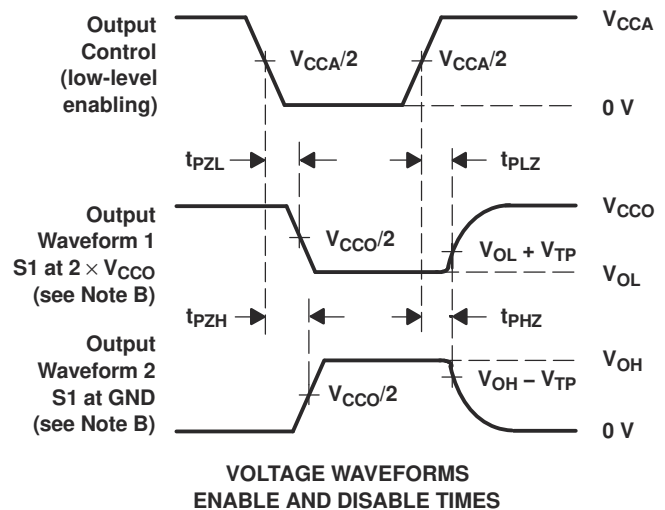 Output
Control
(low-level
enabling)
V_CCA/2
V_CCA/2
V_CCA
0 V
t_PZL
t_PLZ
Output
Waveform 1
S1 at 2 × V_CCO
(see Note B)
V_CCO/2
V_OL + V_TP
V_CCO
V_OL
t_PZH
t_PHZ
Output
Waveform 2
S1 at GND
(see Note B)
V_CCO/2
V_OH − V_TP
V_OH
0 V
VOLTAGE WAVEFORMS
ENABLE AND DISABLE TIMES